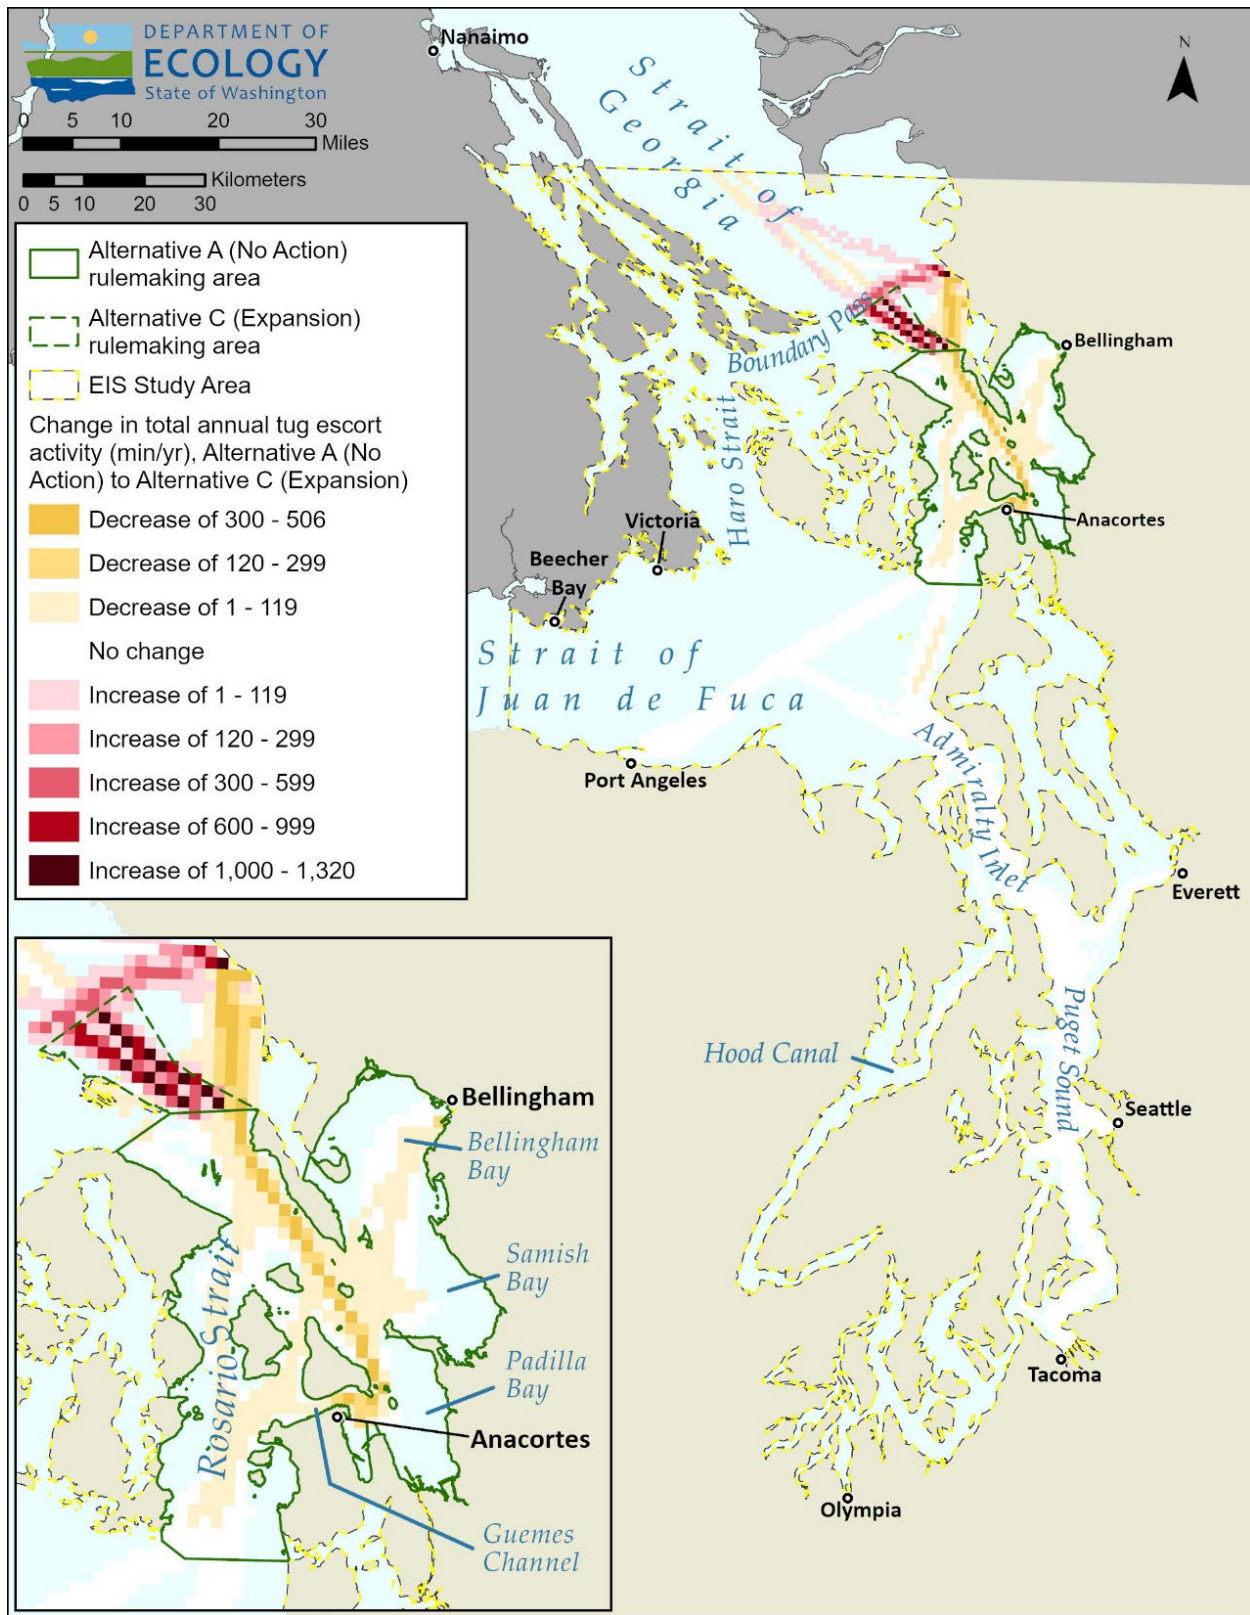 DEPARTMENT OF
ECOLOGY
State of Washington
0 5 10 20 30
Miles
Kilometers
0 5 10 20 30
Alternative A (No Action)
rulemaking area
Alternative C (Expansion)
rulemaking area
EIS Study Area
Change in total annual tug escort
activity (min/yr), Alternative A (No
Action) to Alternative C (Expansion)
Decrease of 300 - 506
Decrease of 120 - 299
Decrease of 1 - 119
No change
Increase of 1 - 119
Increase of 120 - 299
Increase of 300 - 599
Increase of 600 - 999
Increase of 1,000 - 1,320
N
Nanaimo
Strait of
Georgia
Boundary Pass
Haro Strait
Bellingham
Anacortes
Victoria
Beecher
Bay
Strait of
Juan de Fuca
Port Angeles
Admiralty Inlet
Everett
Hood Canal
Puget Sound
Seattle
Tacoma
Olympia
Bellingham
Bellingham
Bay
Samish
Bay
Rosario Strait
Padilla
Bay
Anacortes
Guemes
Channel